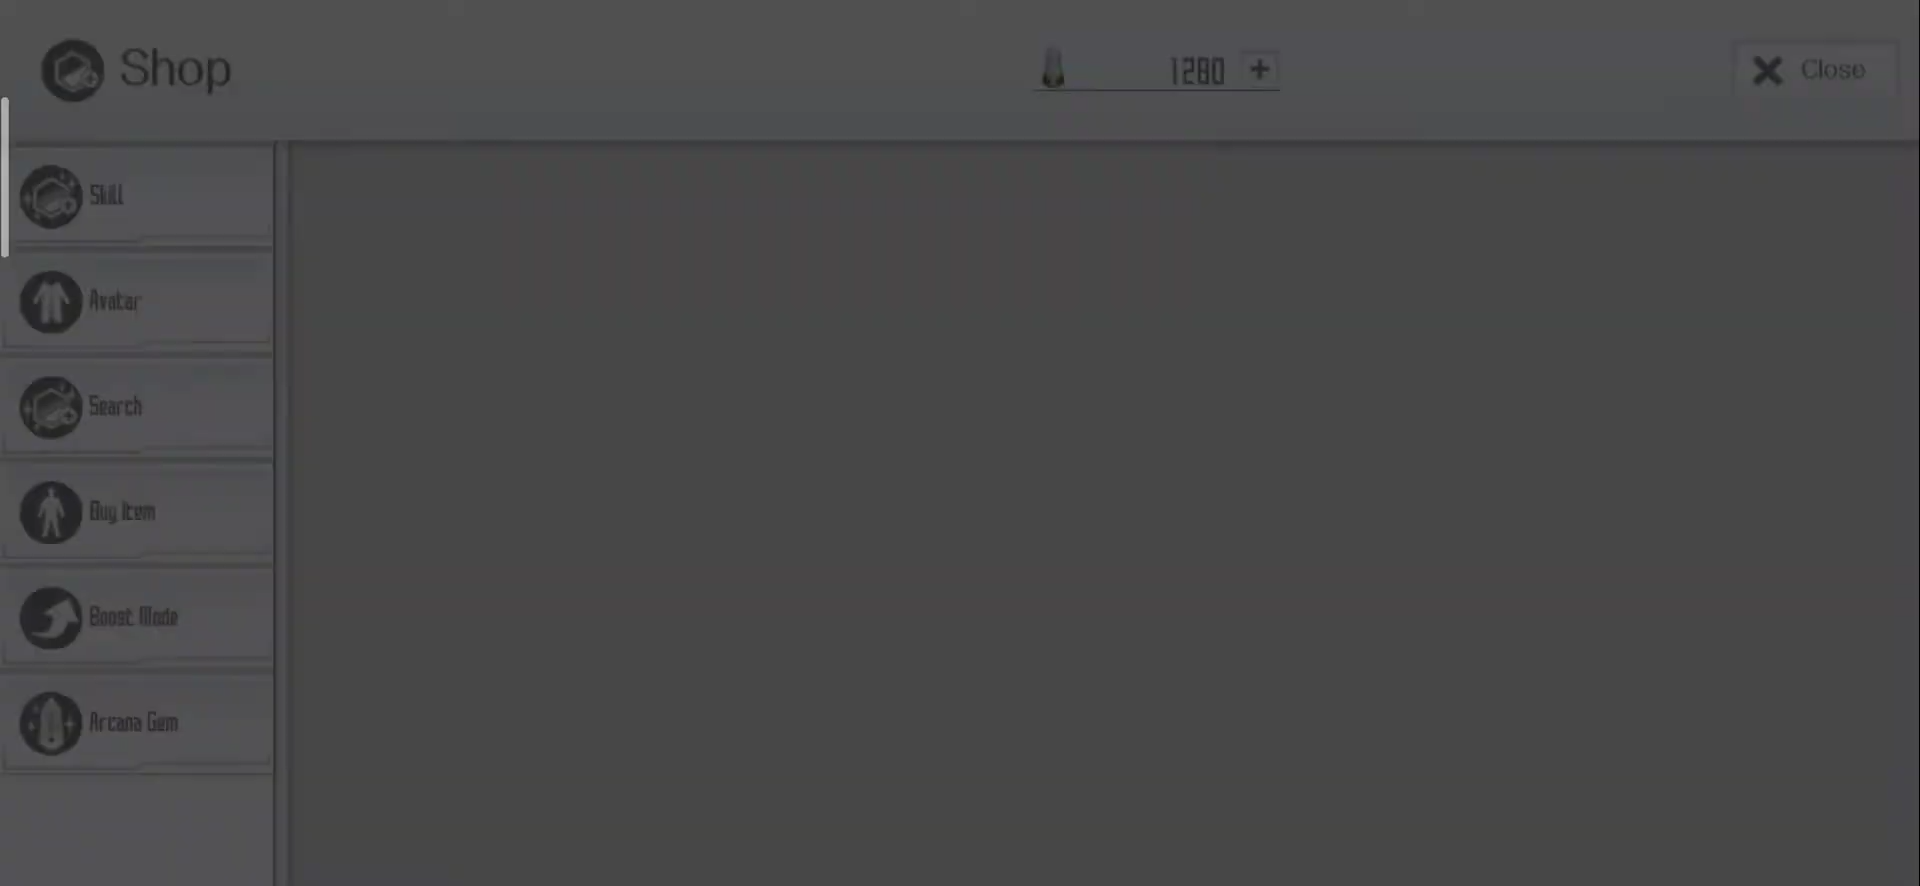 Shop
1280 +
Close
Skill
Avatar
Search
Buy Item
Boost Mode
Arcana Gem